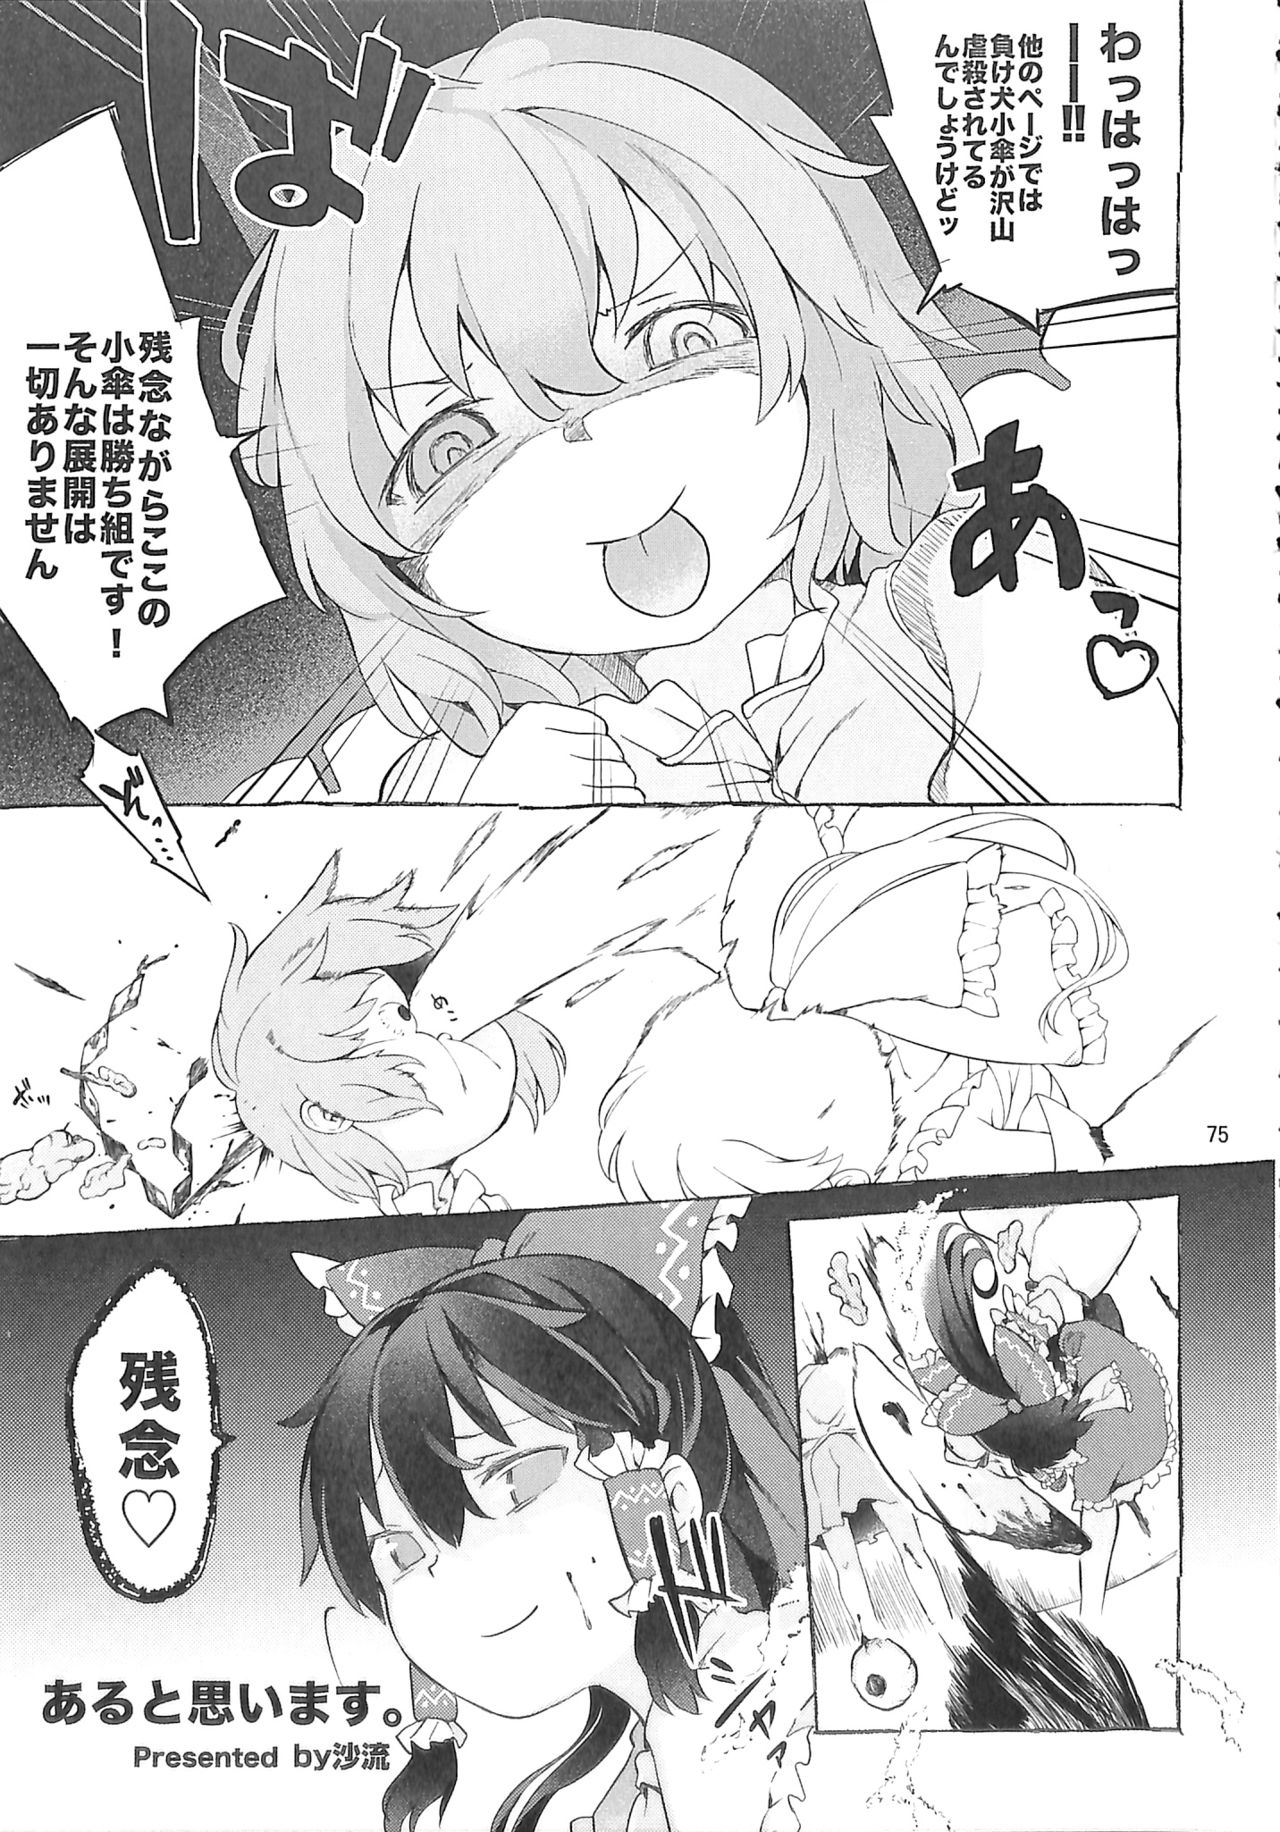 わっはっはっ
ーーー!!
他のページでは
負け犬小傘が沢山
虐殺されてる
んでしょうけどッ
ばぁっ♡
残念ながらここの
小傘は勝ち組です！
そんな展開は
一切ありません
75
残念♡
あると思います。
Presented by沙流